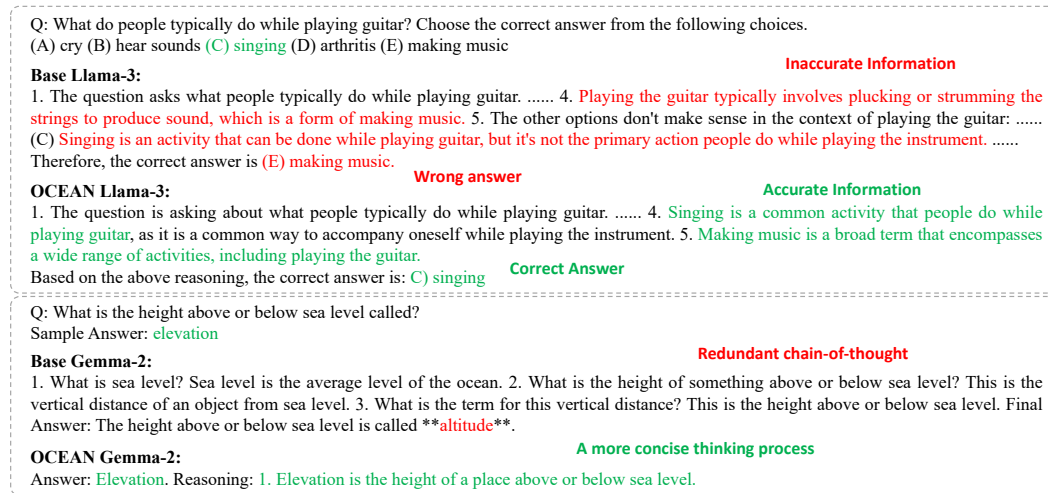 Q: What do people typically do while playing guitar? Choose the correct answer from the following choices.
(A) cry (B) hear sounds (C) singing (D) arthritis (E) making music
Inaccurate Information
Base Llama-3:
1. The question asks what people typically do while playing guitar. ...... 4. Playing the guitar typically involves plucking or strumming the
strings to produce sound, which is a form of making music. 5. The other options don't make sense in the context of playing the guitar: ......
(C) Singing is an activity that can be done while playing guitar, but it's not the primary action people do while playing the instrument. ......
Therefore, the correct answer is (E) making music.
Wrong answer
OCEAN Llama-3:
Accurate Information
1. The question is asking about what people typically do while playing guitar. ...... 4. Singing is a common activity that people do while
playing guitar, as it is a common way to accompany oneself while playing the instrument. 5. Making music is a broad term that encompasses
a wide range of activities, including playing the guitar.
Based on the above reasoning, the correct answer is: C) singing
Correct Answer
Q: What is the height above or below sea level called?
Sample Answer: elevation
Base Gemma-2:
Redundant chain-of-thought
1. What is sea level? Sea level is the average level of the ocean. 2. What is the height of something above or below sea level? This is the
vertical distance of an object from sea level. 3. What is the term for this vertical distance? This is the height above or below sea level. Final
Answer: The height above or below sea level is called **altitude**.
OCEAN Gemma-2:
A more concise thinking process
Answer: Elevation. Reasoning: 1. Elevation is the height of a place above or below sea level.